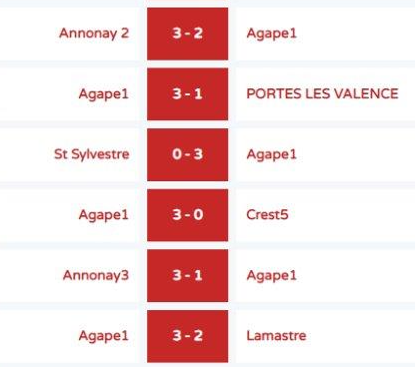 Annonay 2 3 - 2 Agape1
Agape1 3 - 1 PORTES LES VALENCE
St Sylvestre 0 - 3 Agape1
Agape1 3 - 0 Crest5
Annonay3 3 - 1 Agape1
Agape1 3 - 2 Lamastre